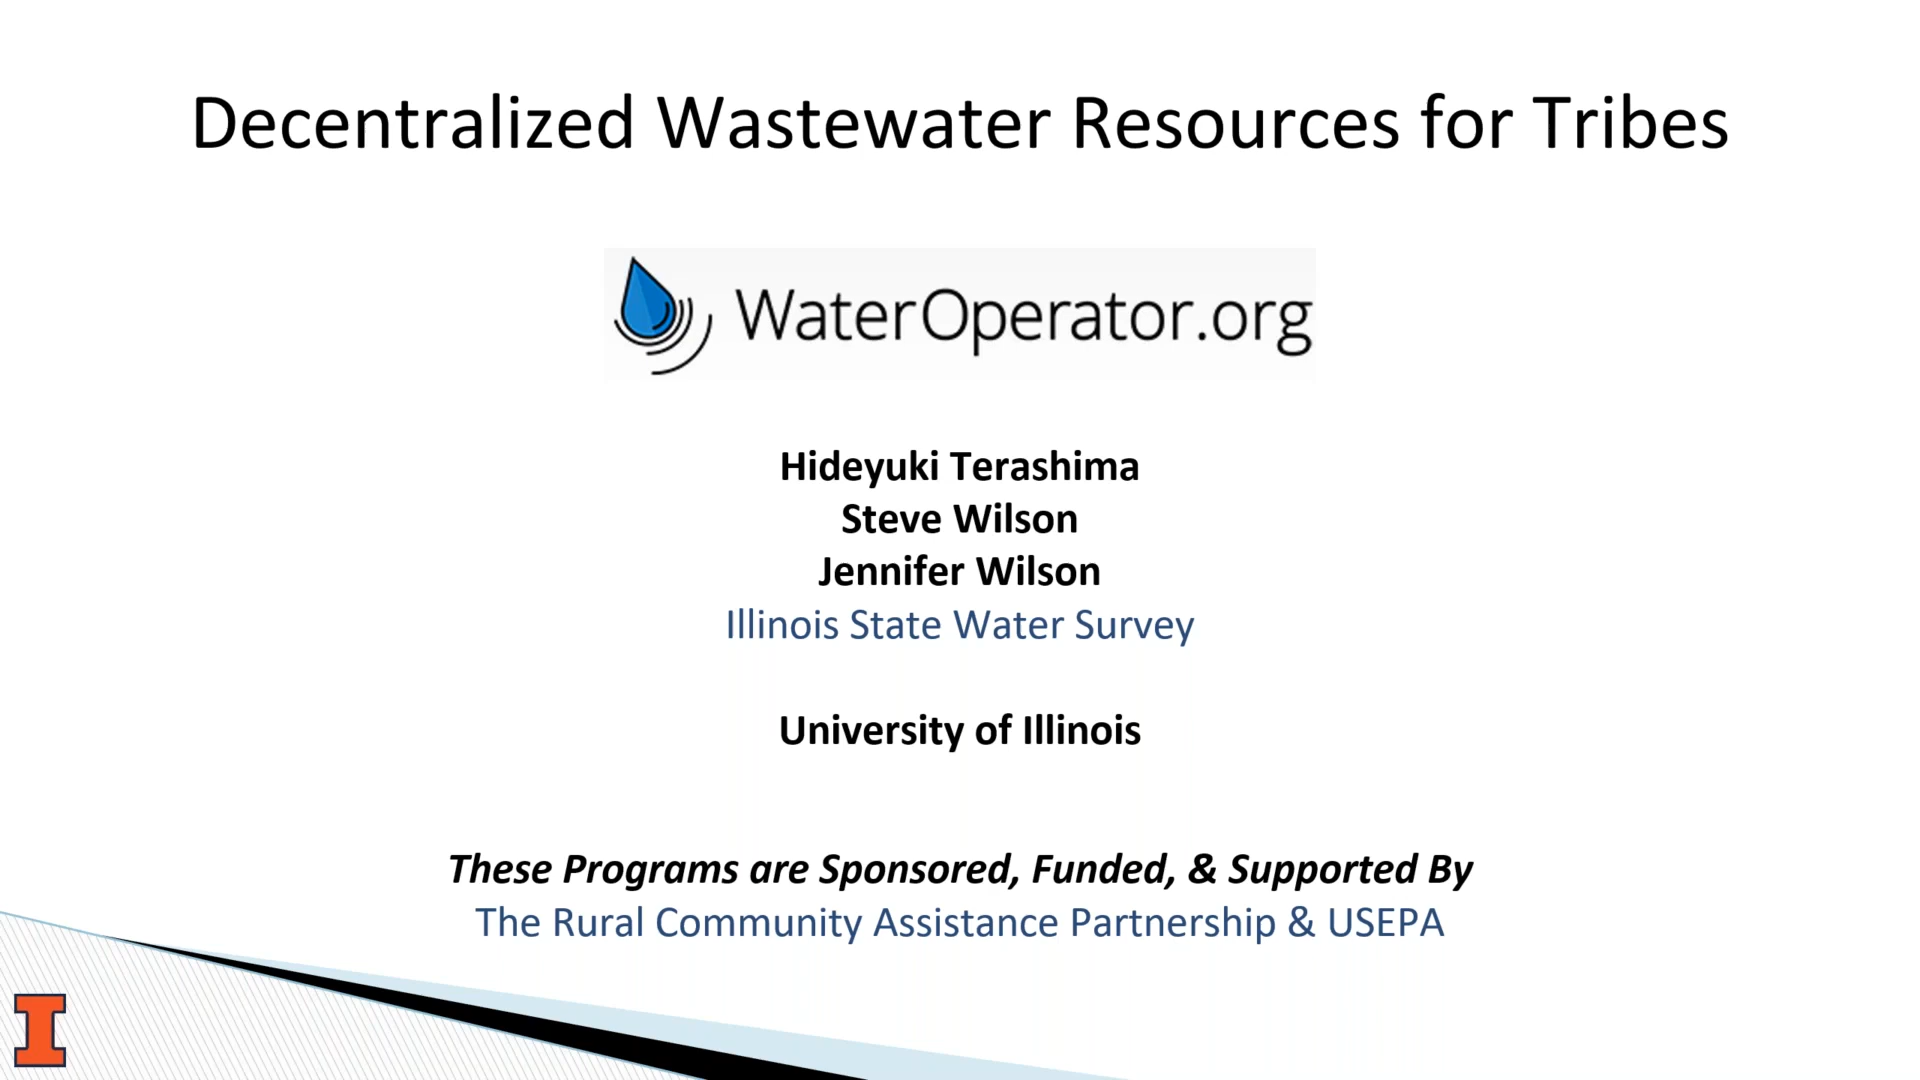 Decentralized Wastewater Resources for Tribes
WaterOperator.org
Hideyuki Terashima
Steve Wilson
Jennifer Wilson
Illinois State Water Survey
University of Illinois
These Programs are Sponsored, Funded, & Supported By
The Rural Community Assistance Partnership & USEPA
I